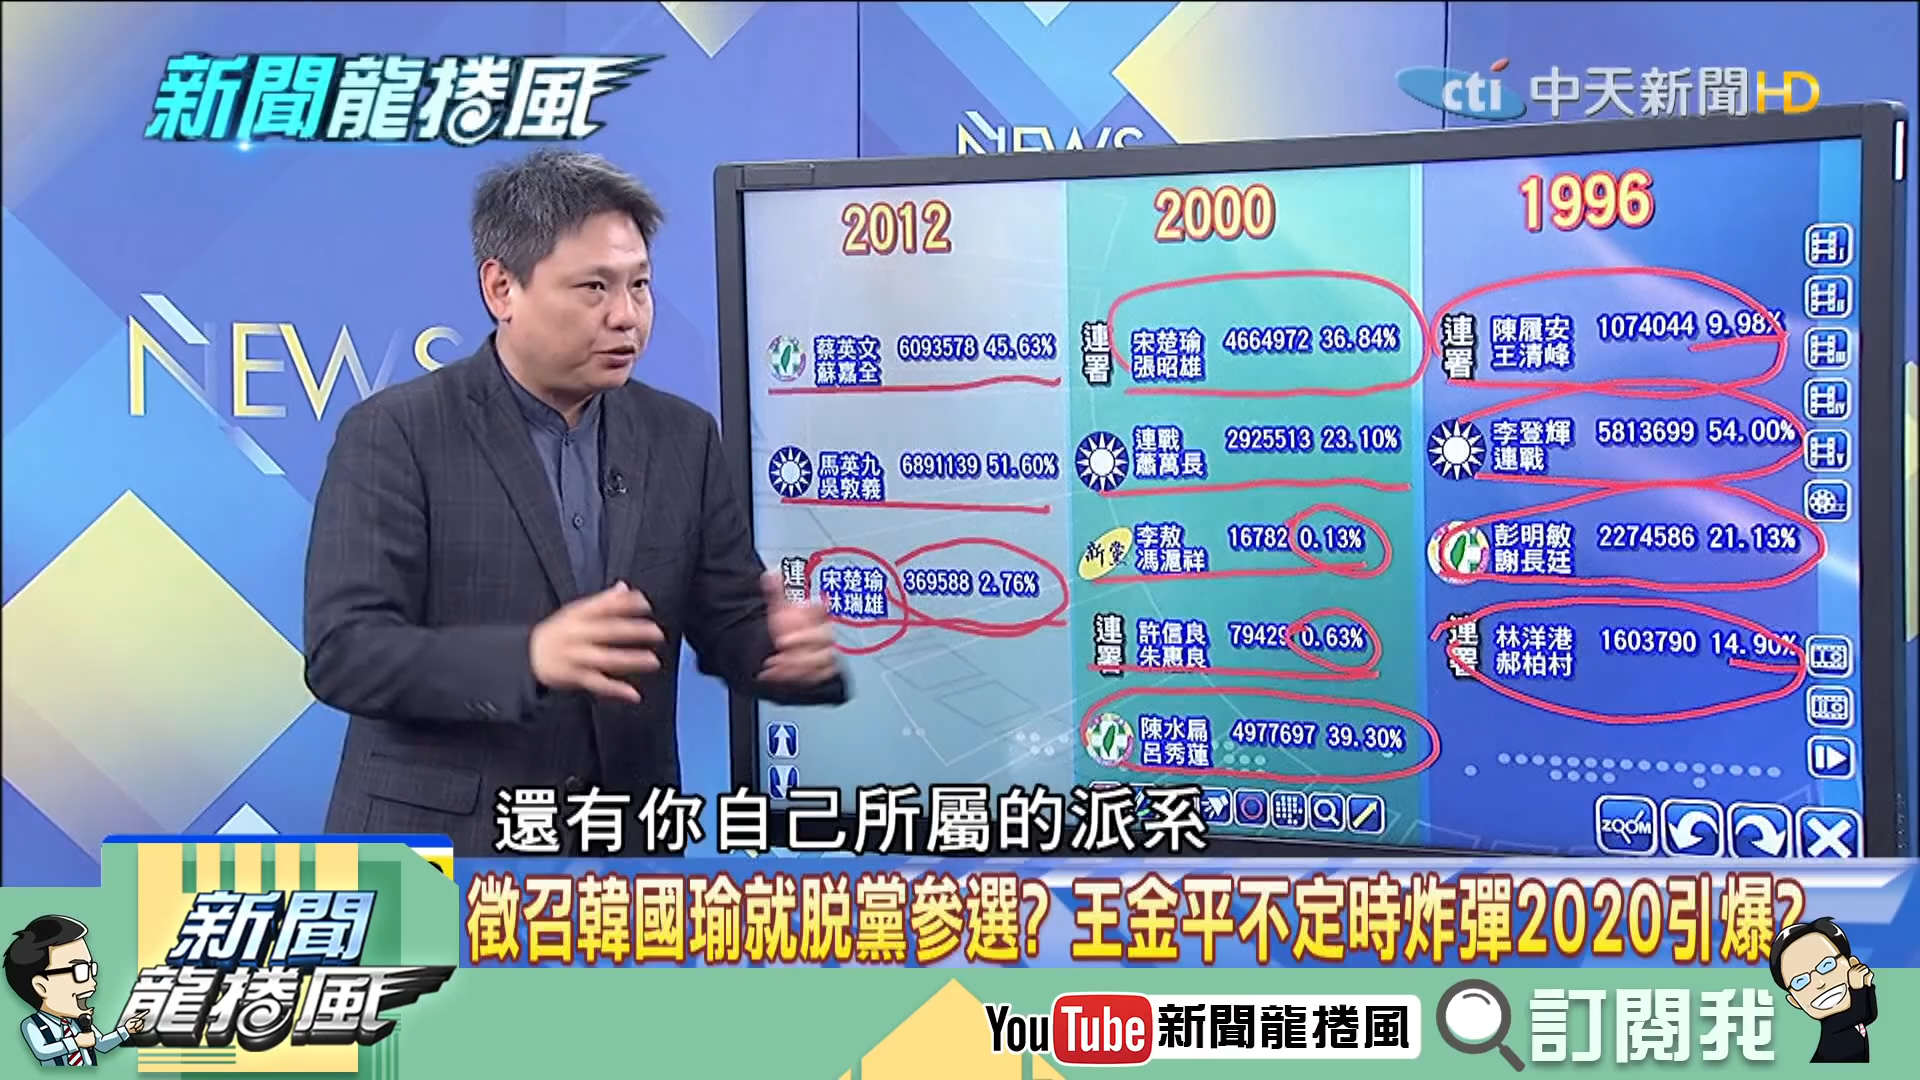 新聞龍捲風
cti 中天新聞HD
NEWS
NEWS
2012
蔡英文
蘇嘉全
6093578 45.63%
馬英九
吳敦義
6891139 51.60%
連署
宋楚瑜
林瑞雄
369588 2.76%
2000
連署
宋楚瑜
張昭雄
4664972 36.84%
連戰
蕭萬長
2925513 23.10%
新黨
李敖
馮滬祥
16782 0.13%
連署
許信良
朱惠良
79429 0.63%
陳水扁
呂秀蓮
4977697 39.30%
1996
連署
陳履安
王清峰
1074044 9.98%
李登輝
連戰
5813699 54.00%
彭明敏
謝長廷
2274586 21.13%
連署
林洋港
郝柏村
1603790 14.90%
ZOOM
還有你自己所屬的派系
徵召韓國瑜就脫黨參選? 王金平不定時炸彈2020引爆?
新聞
龍捲風
YouTube 新聞龍捲風
訂閱我